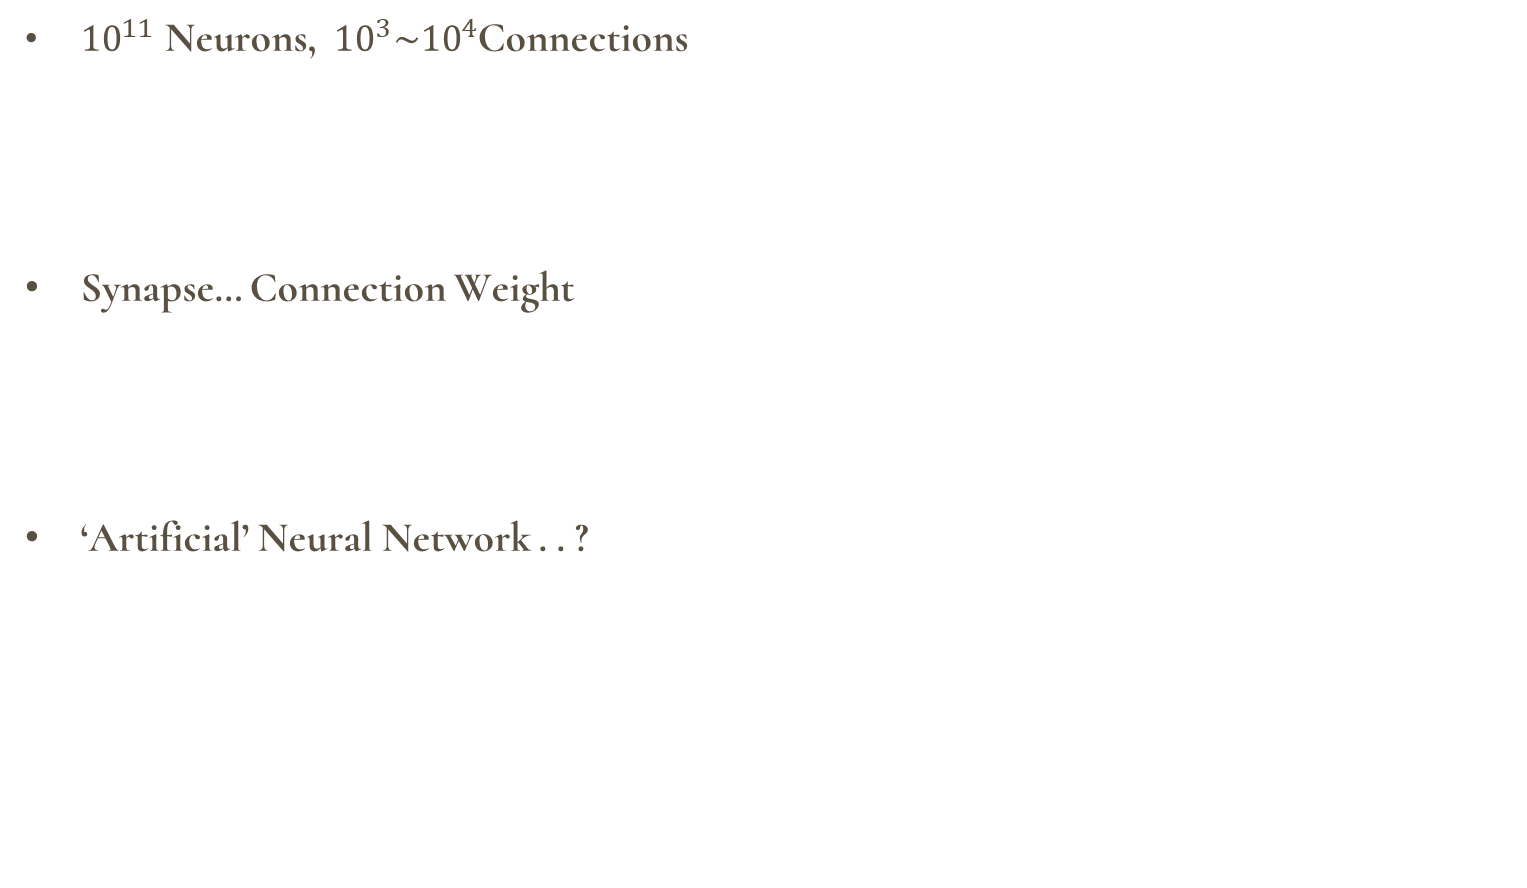 • 10¹¹ Neurons, 10³~10⁴Connections
• Synapse... Connection Weight
• ‘Artificial’ Neural Network . . ?